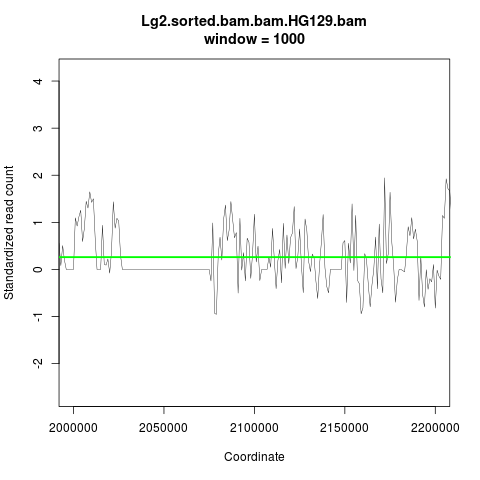 Lg2.sorted.bam.bam.HG129.bam
window = 1000
Standardized read count
4
3
2
1
0
-1
-2
2000000 2050000 2100000 2150000 2200000
Coordinate